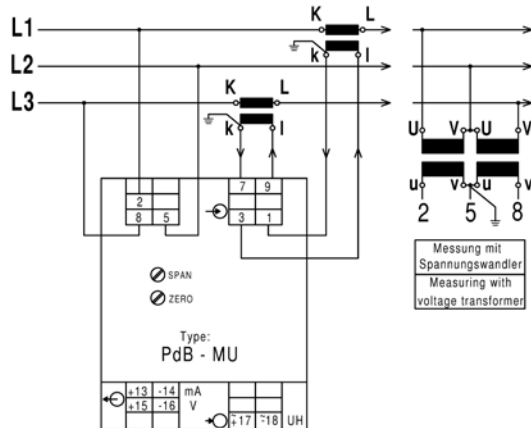 L1
K L
k l
L2
L3
K L
k l
U V U V
u v u v
2 5 8
7 9
2
8 5
3 1
SPAN
ZERO
Type:
PdB - MU
+13 -14 mA
+15 -16 V
~+17 ~-18 UH
Messung mit
Spannungswandler
Measuring with
voltage transformer